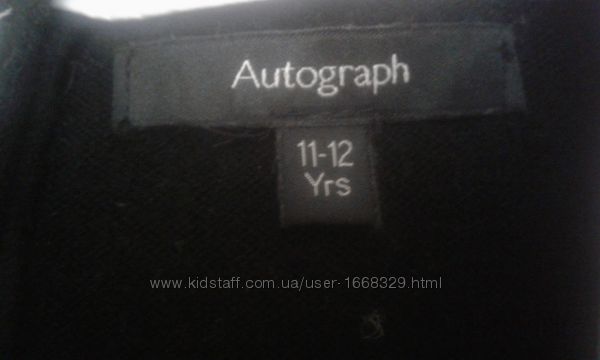 Autograph
11-12
Yrs
www.kidstaff.com.ua/user-1668329.html